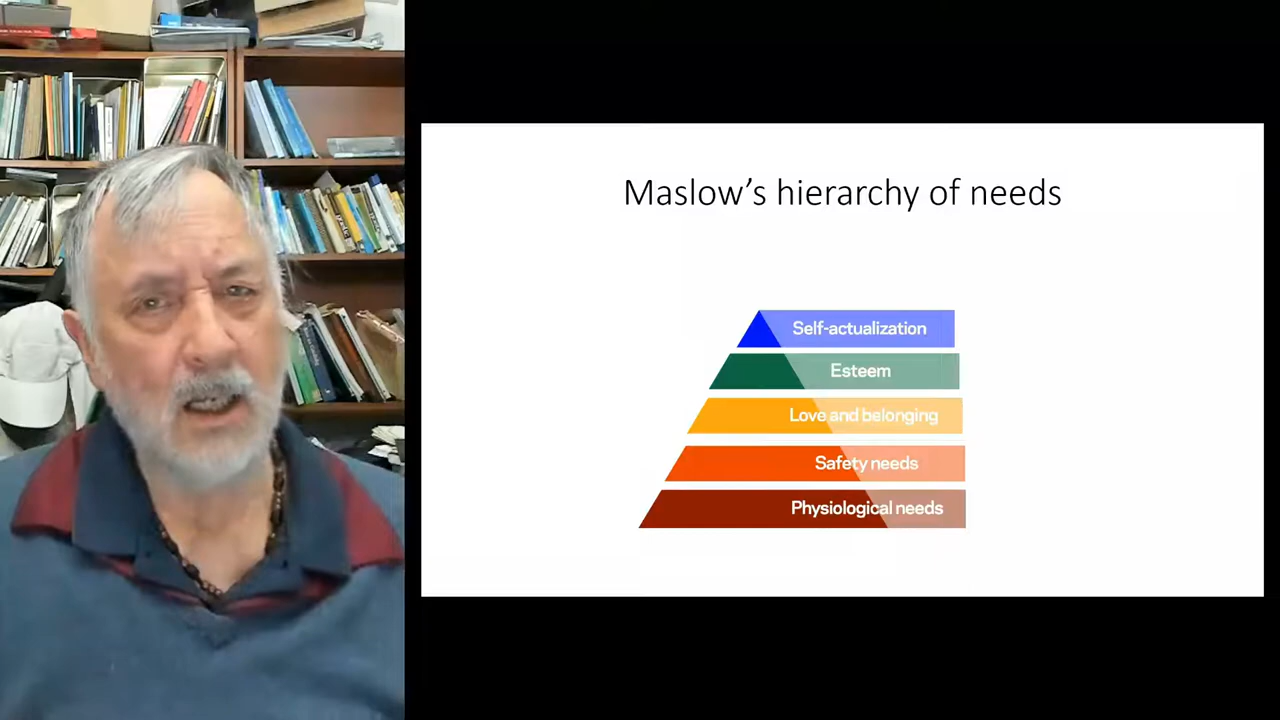 Maslow's hierarchy of needs
Self-actualization
Esteem
Love and belonging
Safety needs
Physiological needs